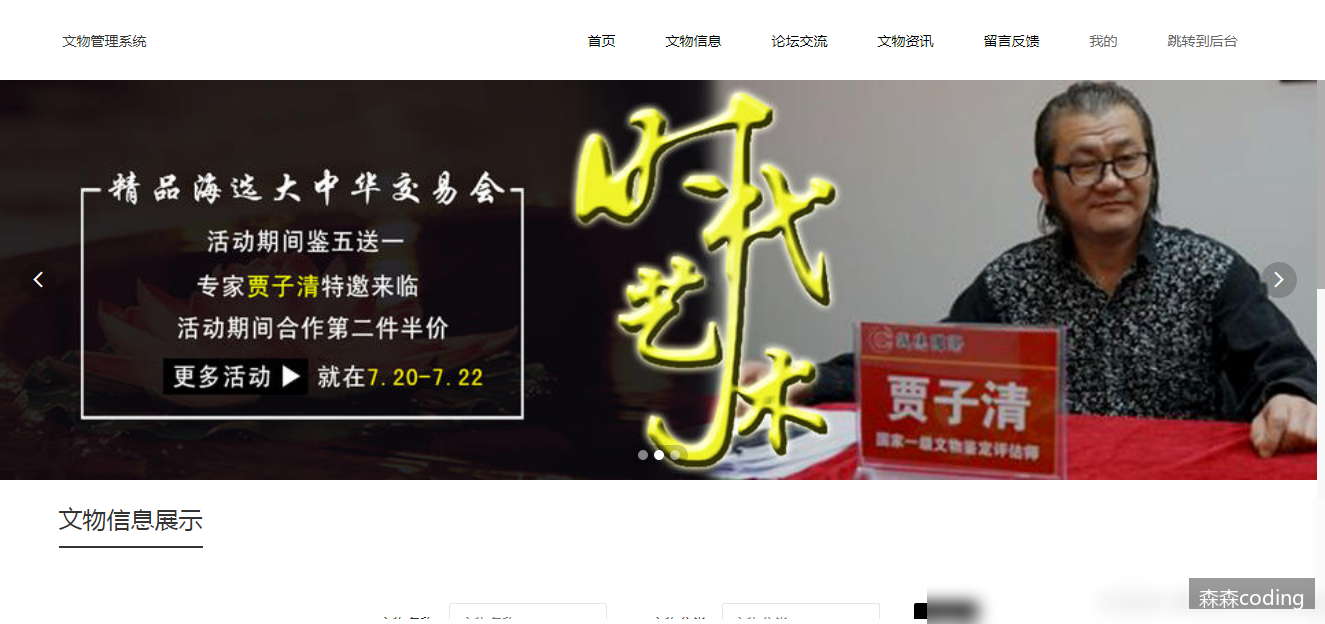 文物管理系统 首页 文物信息 论坛交流 文物资讯 留言反馈 我的 跳转到后台
精品海选大中华交易会
活动期间鉴五送一
专家贾子清特邀来临
活动期间合作第二件半价
更多活动 ▶ 就在7.20-7.22
时代艺术
贾子清
国家一级文物鉴定评估师
文物信息展示
森森coding